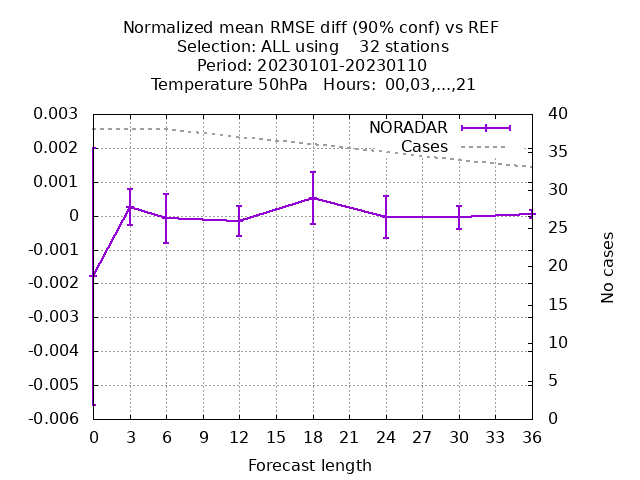 Normalized mean RMSE diff (90% conf) vs REF
Selection: ALL using    32 stations
Period: 20230101-20230110
Temperature 50hPa   Hours:  00,03,...,21
NORADAR
Cases
0.003
0.002
0.001
0
-0.001
-0.002
-0.003
-0.004
-0.005
-0.006
40
35
30
25
20
15
10
5
0
No cases
0 3 6 9 12 15 18 21 24 27 30 33 36
Forecast length